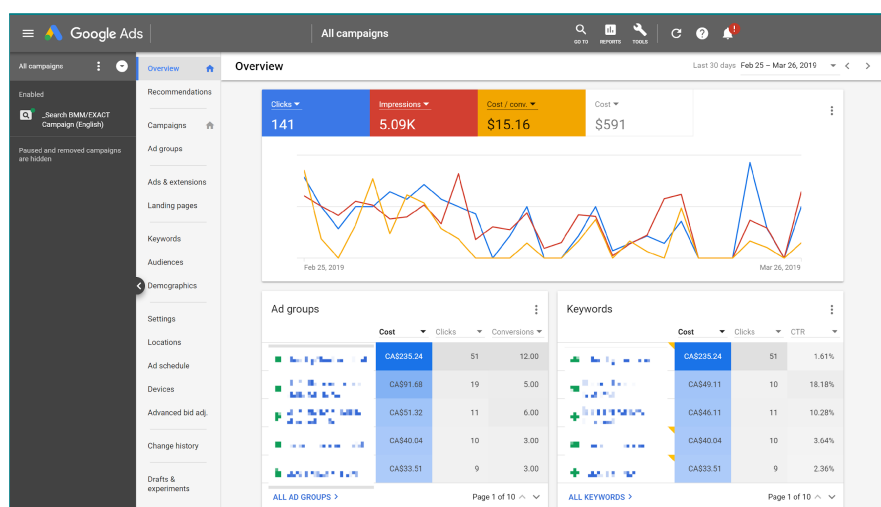 Google Ads
All campaigns
GO TO
REPORTS
TOOLS
All campaigns
Enabled
_Search BMM/EXACT
Campaign (English)
Paused and removed campaigns
are hidden
Overview
Recommendations
Campaigns
Ad groups
Ads & extensions
Landing pages
Keywords
Audiences
Demographics
Settings
Locations
Ad schedule
Devices
Advanced bid adj.
Change history
Drafts &
experiments
Overview
Last 30 days Feb 25 – Mar 26, 2019
Clicks
141
Impressions
5.09K
Cost / conv.
$15.16
Cost
$591
Feb 25, 2019
Mar 26, 2019
Ad groups
Cost Clicks Conversions
CA$235.24 51 12.00
CA$91.68 19 5.00
CA$51.32 11 6.00
CA$40.04 10 3.00
CA$33.51 9 3.00
ALL AD GROUPS
Page 1 of 10
Keywords
Cost Clicks CTR
CA$235.24 51 1.61%
CA$49.11 10 18.18%
CA$46.11 11 10.28%
CA$40.04 10 3.64%
CA$33.51 9 2.36%
ALL KEYWORDS
Page 1 of 10